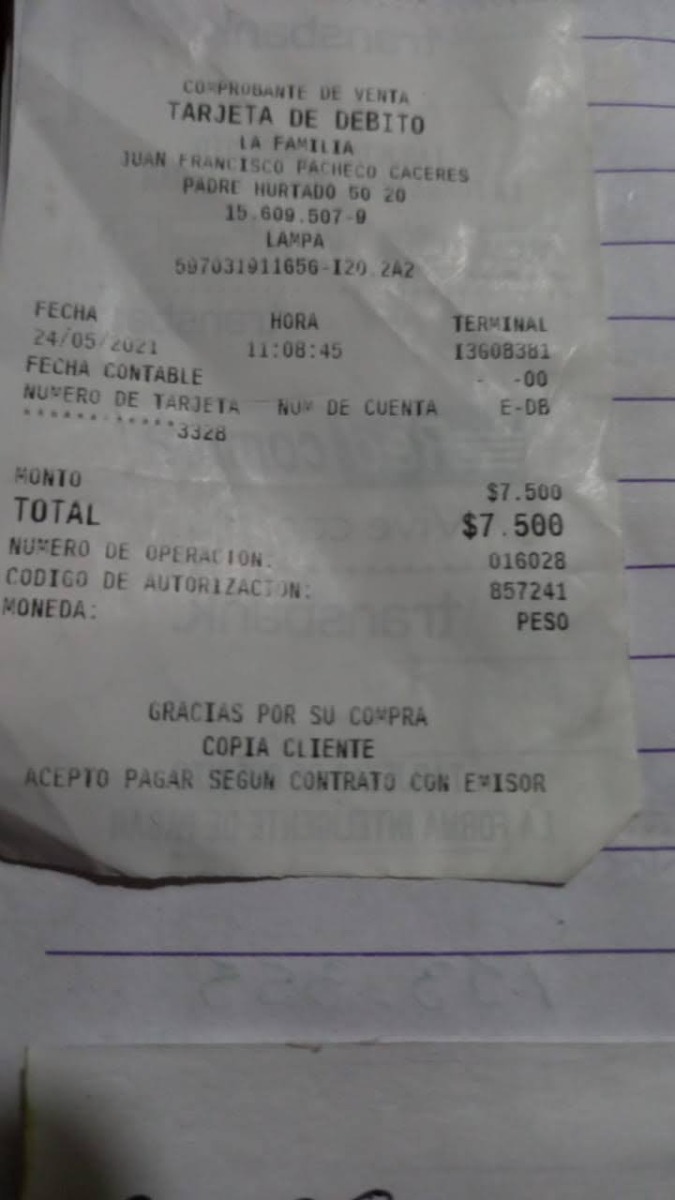 COMPROBANTE DE VENTA
TARJETA DE DEBITO
LA FAMILIA
JUAN FRANCISCO PACHECO CACERES
PADRE HURTADO 50 20
15.609.507-9
LAMPA
597031911656-I20.2A2
FECHA HORA TERMINAL
24/05/2021 11:08:45 I3608381
FECHA CONTABLE - -00
NUMERO DE TARJETA NUM DE CUENTA E-DB
************3328
MONTO $7.500
TOTAL $7.500
NUMERO DE OPERACION: 016028
CODIGO DE AUTORIZACION: 857241
MONEDA: PESO
GRACIAS POR SU COMPRA
COPIA CLIENTE
ACEPTO PAGAR SEGUN CONTRATO CON EMISOR